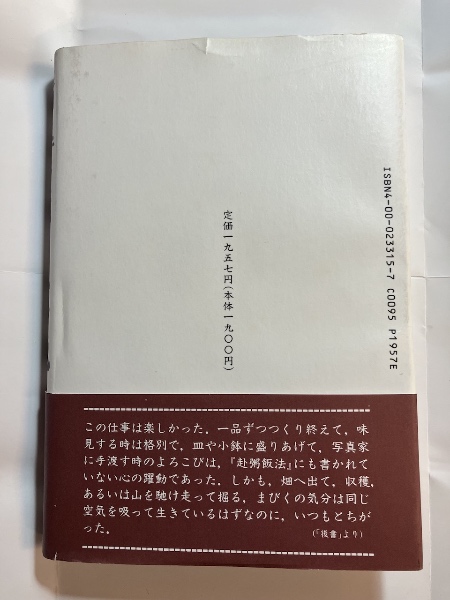 ISBN4-00-023315-7 C0095 P1957E
定価一九五七円(本体一九〇〇円)
この仕事は楽しかった．一品ずつつくり終えて，味
見する時は格別で，皿や小鉢に盛りあげて，写真家
に手渡す時のよろこびは，『赴粥飯法』にも書かれて
いない心の躍動であった．しかも，畑へ出て，収穫，
あるいは山を馳け走って掘る，まびくの気分は同じ
空気を吸って生きているはずなのに，いつもとちが
った．
(「後書」より)